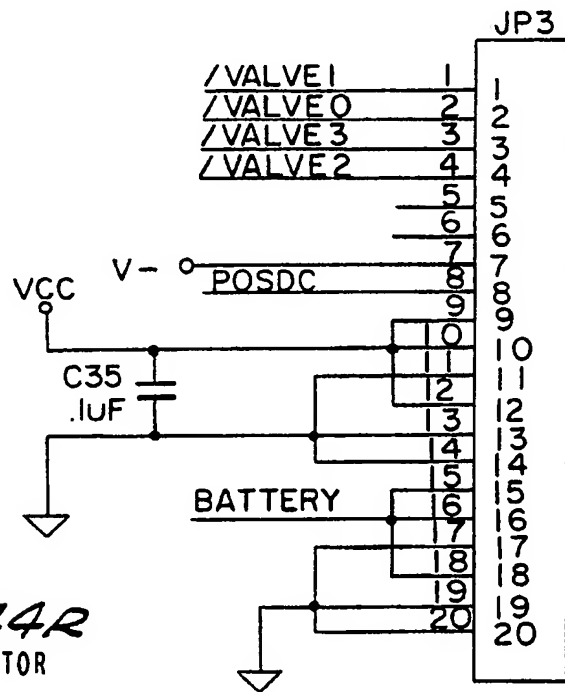 JP3
/VALVE1 1 1
/VALVE0 2 2
/VALVE3 3 3
/VALVE2 4 4
5 5
6 6
V- 7 7
POSDC 8 8
VCC 9 9
10 10
C35 11 11
.1uF 12 12
13 13
14 14
15 15
BATTERY 16 16
17 17
18 18
19 19
20 20
4R
TOR